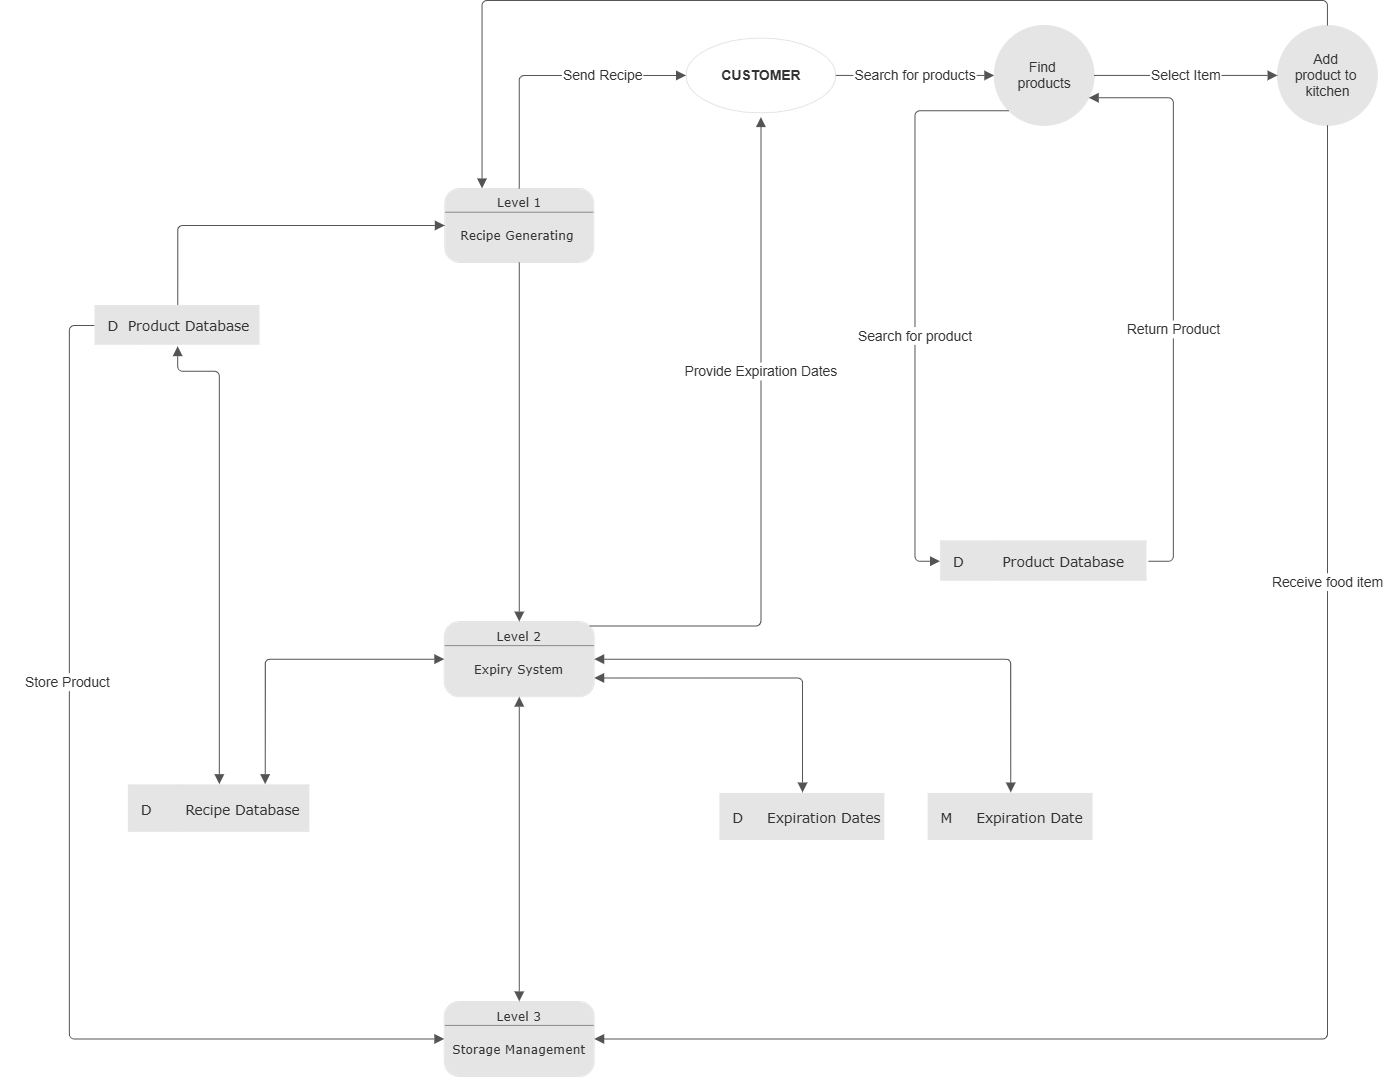 Send Recipe
CUSTOMER
Search for products
Find
products
Select Item
Add
product to
kitchen
Level 1
Recipe Generating
D Product Database
Search for product
Return Product
Provide Expiration Dates
D Product Database
Receive food item
Level 2
Expiry System
Store Product
D Recipe Database
D Expiration Dates
M Expiration Date
Level 3
Storage Management